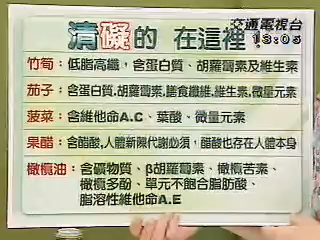 交通電視台
13:05
清礙的 在這裡!
竹筍：低脂高纖，含蛋白質、胡蘿蔔素及維生素
茄子：含蛋白質.胡蘿蔔素.膳食纖維.維生素.微量元素
菠菜：含維他命A.C、葉酸、微量元素
果醋：含醋酸,人體新陳代謝必須，醋酸也存在人體本身
橄欖油：含礦物質、β胡蘿蔔素、橄欖苦素、
橄欖多酚、單元不飽合脂肪酸、
脂溶性維他命A.E